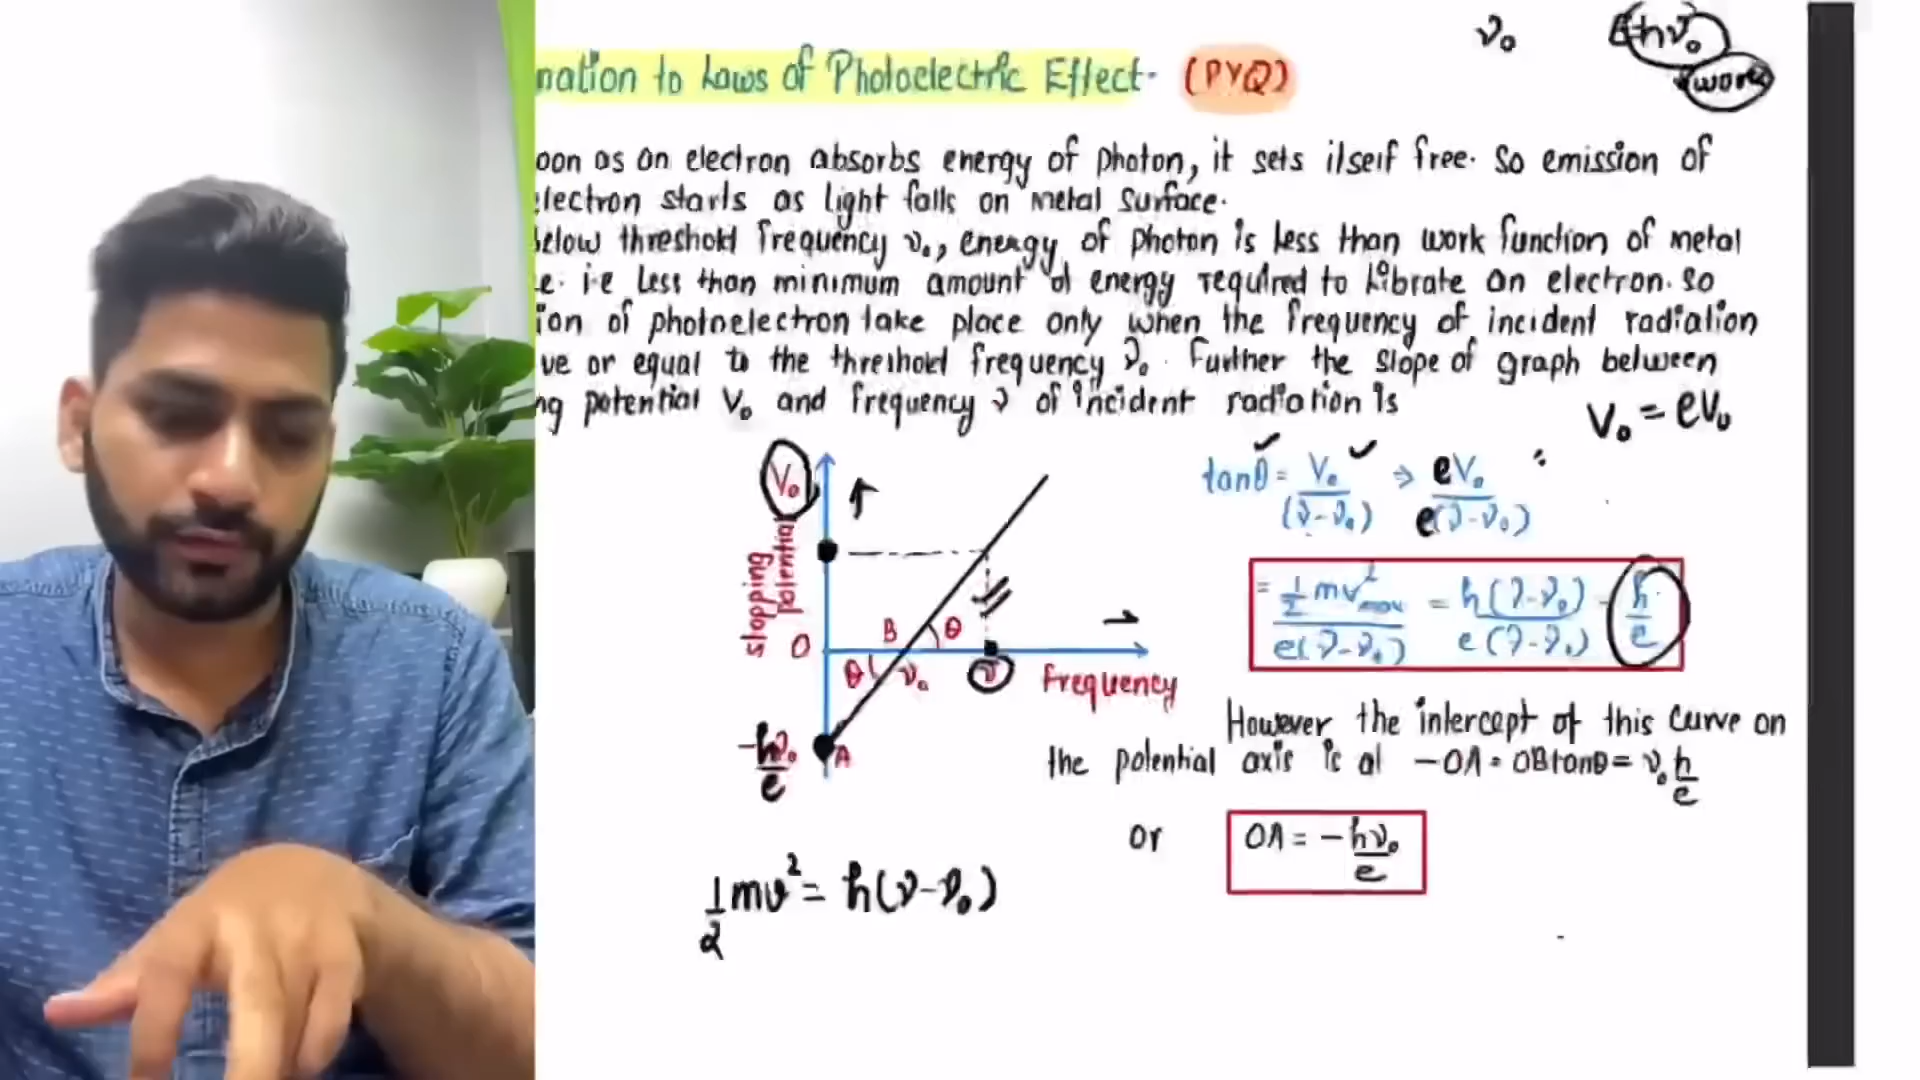 ν₀ hν₀
work
nation to Laws of Photoelectric Effect. (PYQ)
oon as an electron absorbs energy of photon, it sets itself free. So emission of
lectron starts as light falls on metal surface.
Below threshold frequency ν₀, energy of photon is less than work function of metal
e. i.e less than minimum amount of energy required to librate an electron. so
ion of photoelectron take place only when the frequency of incident radiation
ve or equal to the threshold frequency ν₀. Further the slope of graph between
ng potential V₀ and frequency ν of incident radiation is
V₀ = eV₀
V₀
stopping potential
tanθ = V₀/(ν-ν₀) ⇒ eV₀/e(ν-ν₀)
= ½mv²max/e(ν-ν₀) = h(ν-ν₀)/e(ν-ν₀) = h/e
B θ
O
θ ν₀ ν Frequency
-hν₀/e A
However the intercept of this curve on
the potential axis is at -OA = OBtanθ = ν₀h/e
or OA = -hν₀/e
½mv² = h(ν-ν₀)